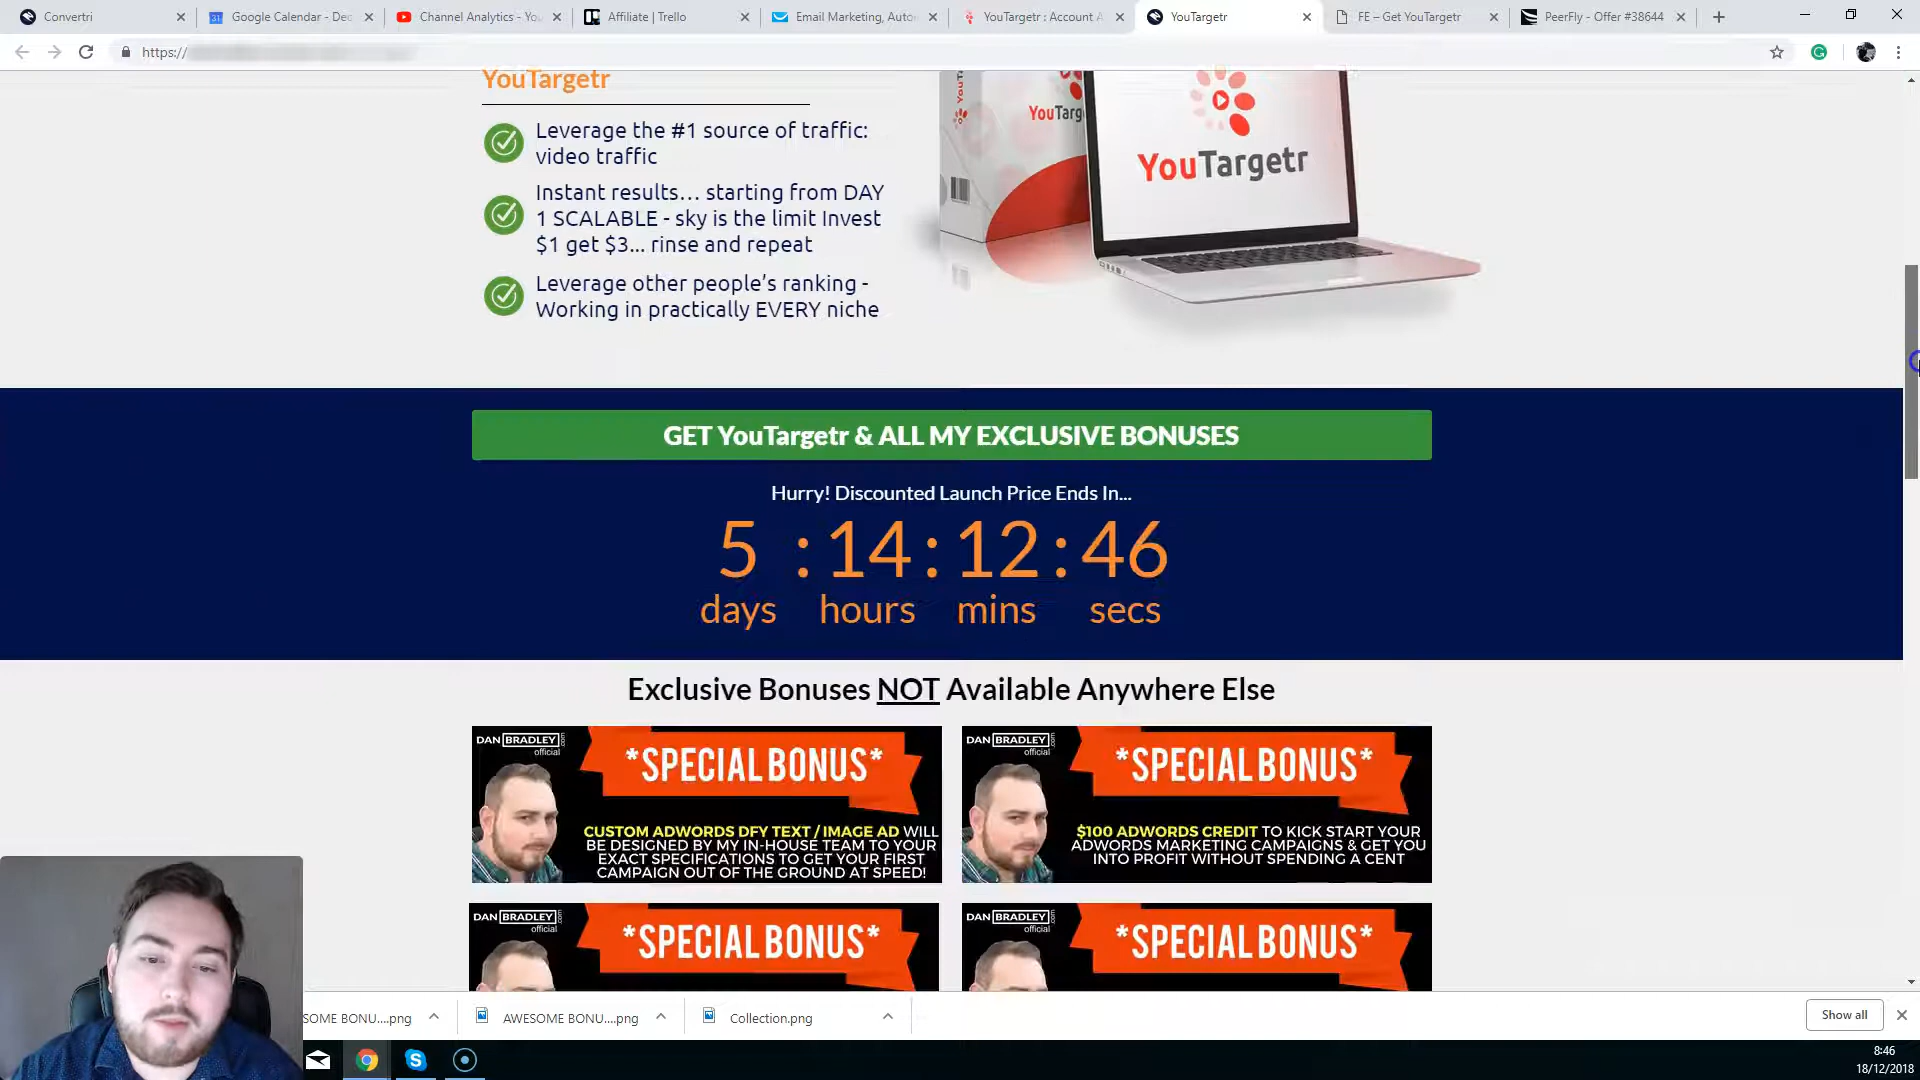 Convertri
Google Calendar - Dec
Channel Analytics - You
Affiliate | Trello
Email Marketing, Autor
YouTargetr : Account A
YouTargetr
FE – Get YouTargetr
PeerFly - Offer #38644
https://
YouTargetr
Leverage the #1 source of traffic:
video traffic
Instant results... starting from DAY
1 SCALABLE - sky is the limit Invest
$1 get $3... rinse and repeat
Leverage other people's ranking -
Working in practically EVERY niche
YouTarg
YouTargetr
GET YouTargetr & ALL MY EXCLUSIVE BONUSES
Hurry! Discounted Launch Price Ends In...
5 : 14 : 12 : 46
days hours mins secs
Exclusive Bonuses NOT Available Anywhere Else
DAN BRADLEY .com
official
*SPECIAL BONUS*
CUSTOM ADWORDS DFY TEXT / IMAGE AD WILL
BE DESIGNED BY MY IN-HOUSE TEAM TO YOUR
EXACT SPECIFICATIONS TO GET YOUR FIRST
CAMPAIGN OUT OF THE GROUND AT SPEED!
DAN BRADLEY .com
official
*SPECIAL BONUS*
$100 ADWORDS CREDIT TO KICK START YOUR
ADWORDS MARKETING CAMPAIGNS & GET YOU
INTO PROFIT WITHOUT SPENDING A CENT
DAN BRADLEY .com
official
*SPECIAL BONUS*
DAN BRADLEY .com
official
*SPECIAL BONUS*
SOME BONU....png
AWESOME BONU....png
Collection.png
Show all
8:46
18/12/2018